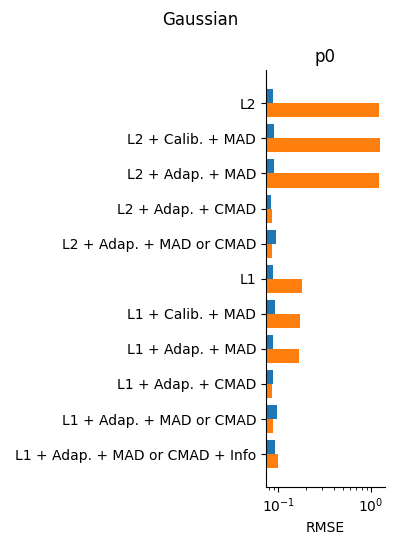 Gaussian
p0
L2
L2 + Calib. + MAD
L2 + Adap. + MAD
L2 + Adap. + CMAD
L2 + Adap. + MAD or CMAD
L1
L1 + Calib. + MAD
L1 + Adap. + MAD
L1 + Adap. + CMAD
L1 + Adap. + MAD or CMAD
L1 + Adap. + MAD or CMAD + Info
10⁻¹ 10⁰
RMSE